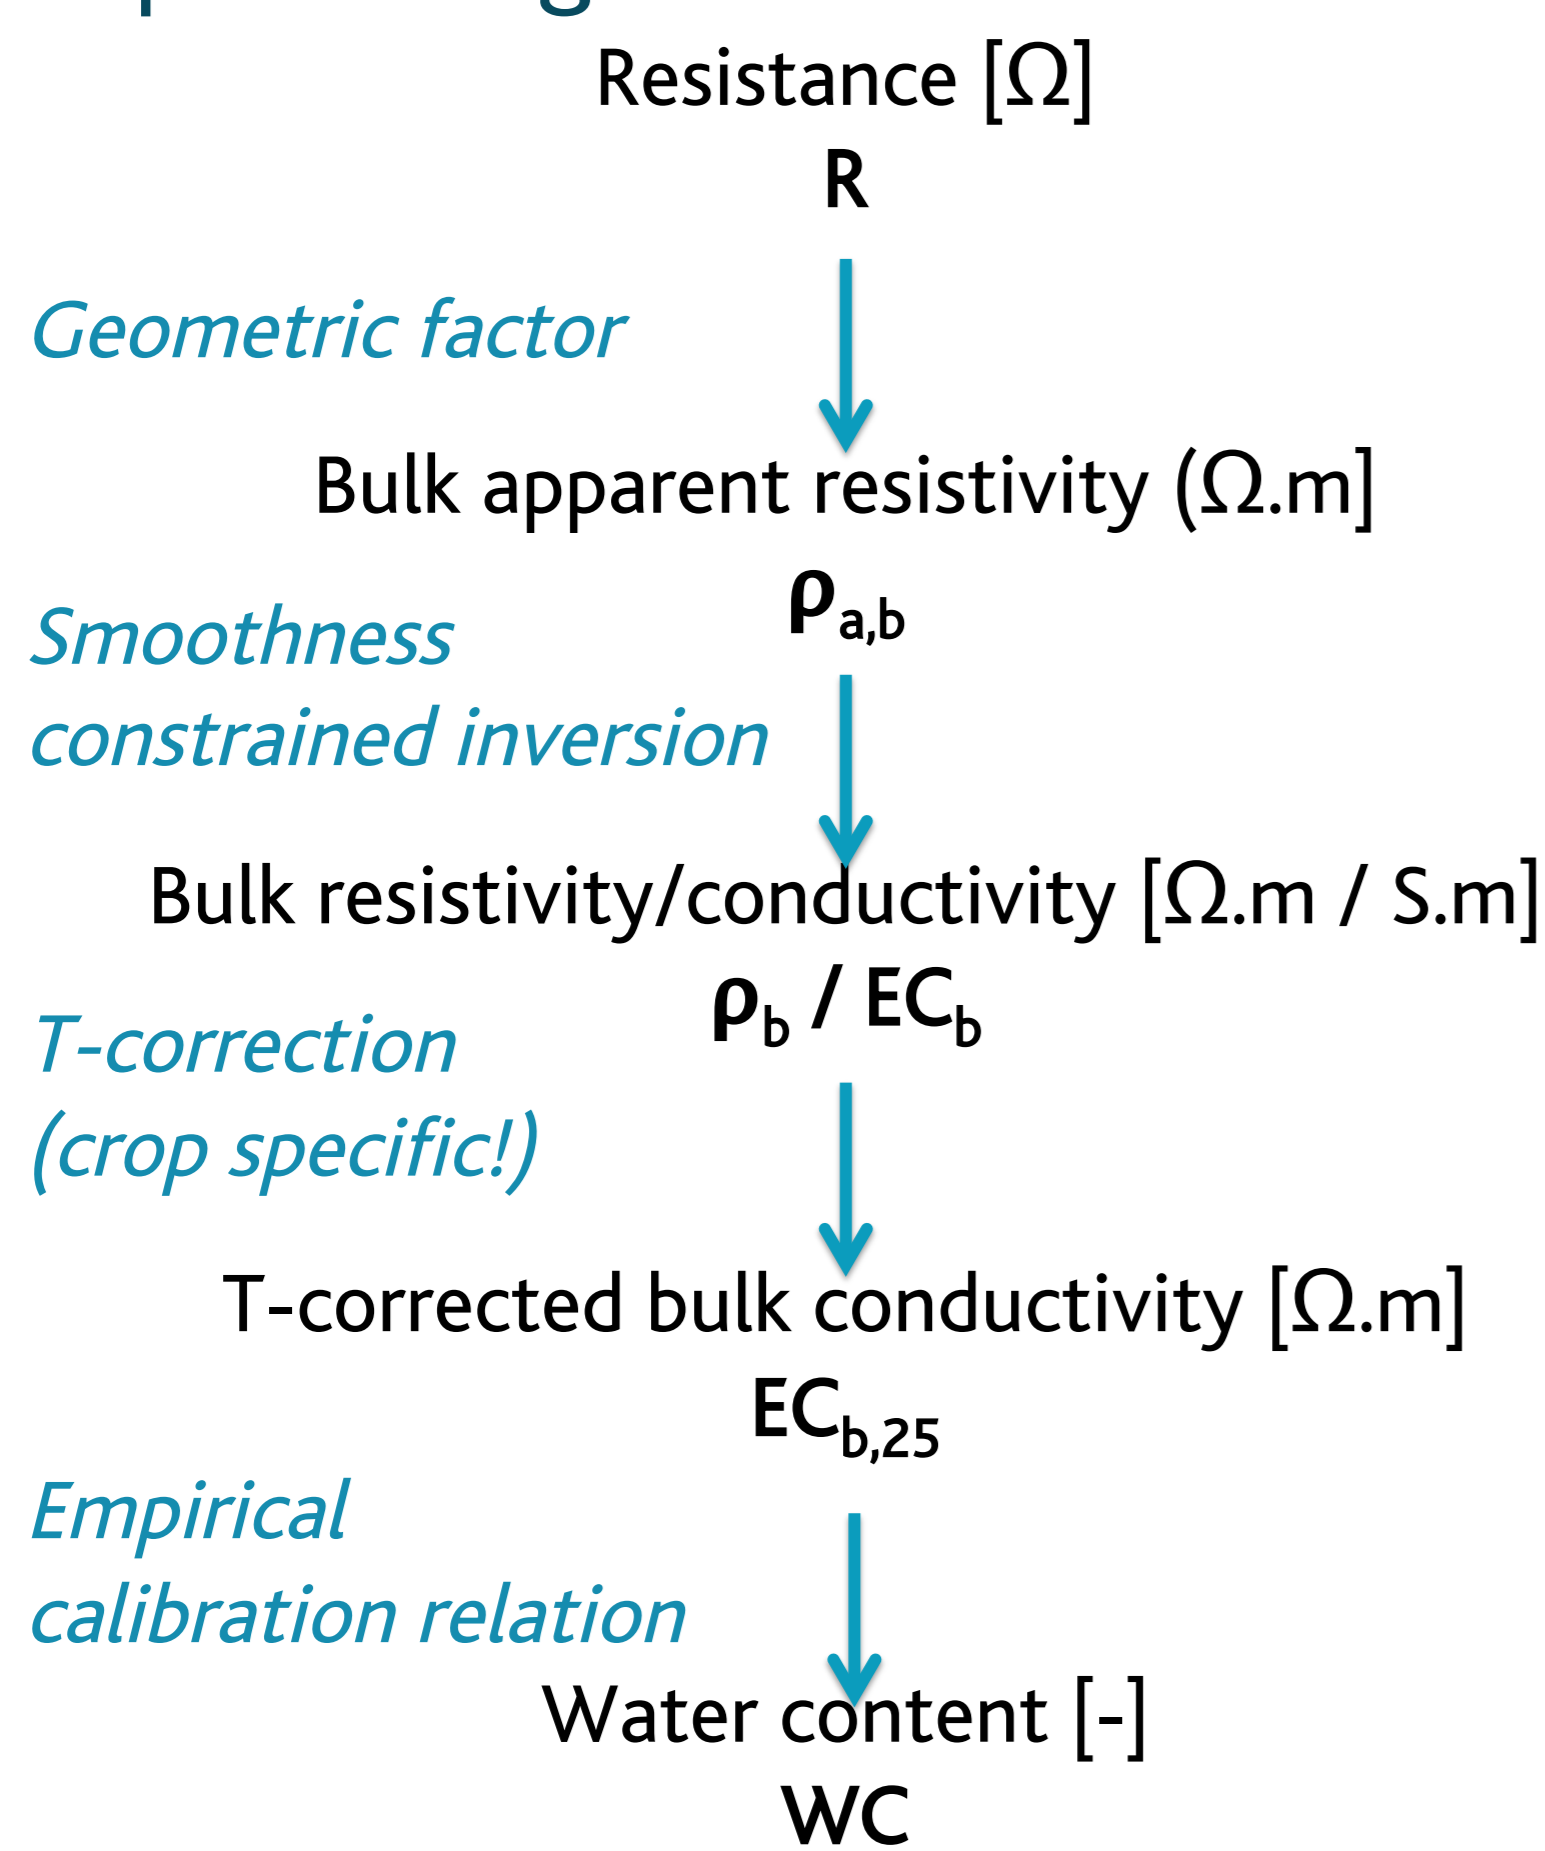 Resistance [Ω]
R
Geometric factor
Bulk apparent resistivity (Ω.m]
ρa,b
Smoothness
constrained inversion
Bulk resistivity/conductivity [Ω.m / S.m]
ρb / ECb
T-correction
(crop specific!)
T-corrected bulk conductivity [Ω.m]
ECb,25
Empirical
calibration relation
Water content [-]
WC